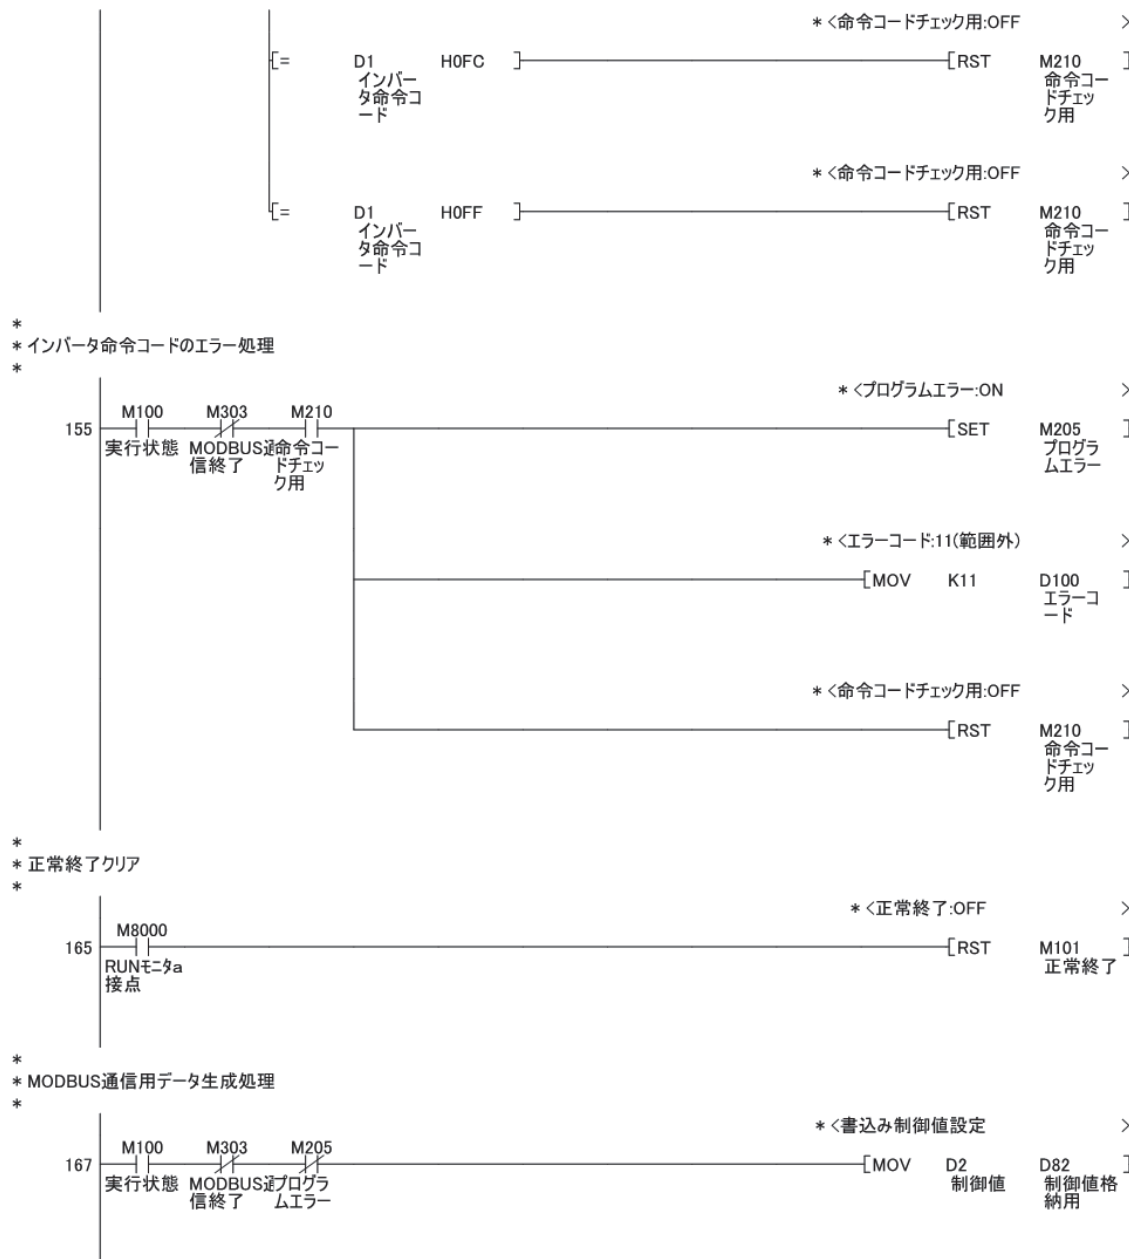 * <命令コードチェック用:OFF >
[= D1 H0FC ] [RST M210 ]
インバー 命令コー
タ命令コ ドチェッ
ード ク用
* <命令コードチェック用:OFF >
[= D1 H0FF ] [RST M210 ]
インバー 命令コー
タ命令コ ドチェッ
ード ク用
*
* インバータ命令コードのエラー処理
*
* <プログラムエラー:ON >
M100 M303 M210
155 [SET M205 ]
実行状態 MODBUS通 命令コー プログラ
信終了 ドチェッ ムエラー
ク用
* <エラーコード:11(範囲外) >
[MOV K11 D100 ]
エラーコ
ード
* <命令コードチェック用:OFF >
[RST M210 ]
命令コー
ドチェッ
ク用
*
* 正常終了クリア
*
* <正常終了:OFF >
M8000
165 [RST M101 ]
RUNモニタa 正常終了
接点
*
* MODBUS通信用データ生成処理
*
* <書込み制御値設定 >
M100 M303 M205
167 [MOV D2 D82 ]
実行状態 MODBUS通 プログラ 制御値 制御値格
信終了 ムエラー 納用